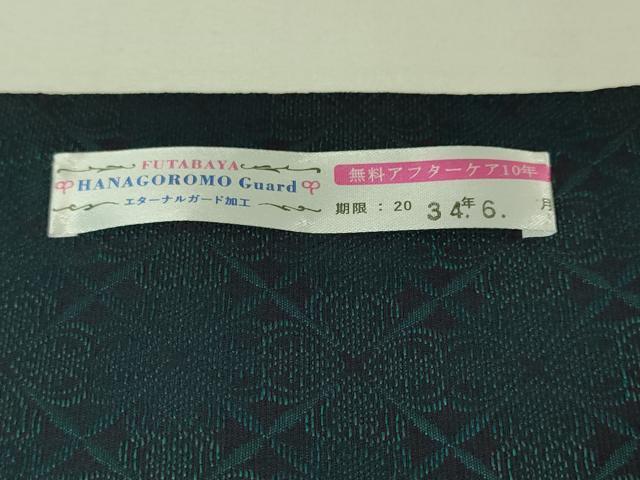 FUTABAYA
HANAGOROMO Guard
エターナルガード加工
無料アフターケア10年
期限：20 34年6. 月